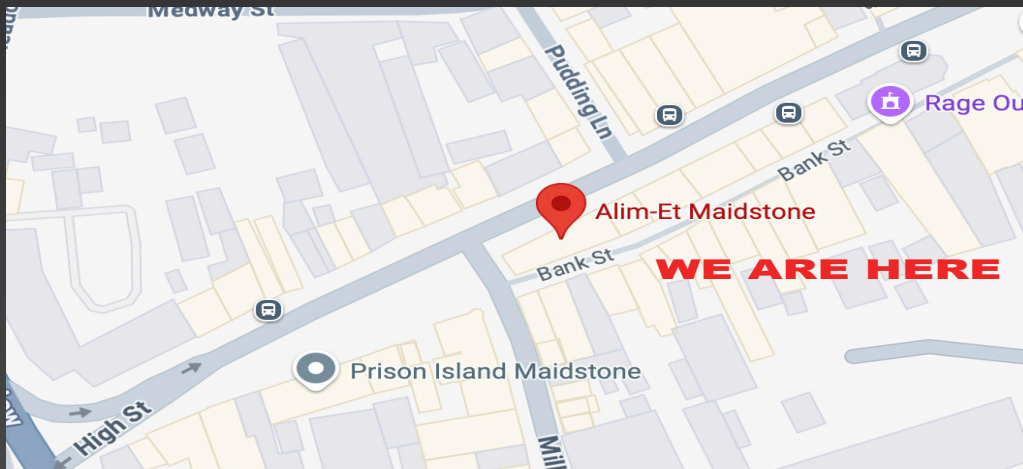 Medway St
Pudding Ln
Rage Ou
Bank St
Alim-Et Maidstone
Bank St
WE ARE HERE
Prison Island Maidstone
High St
Mill